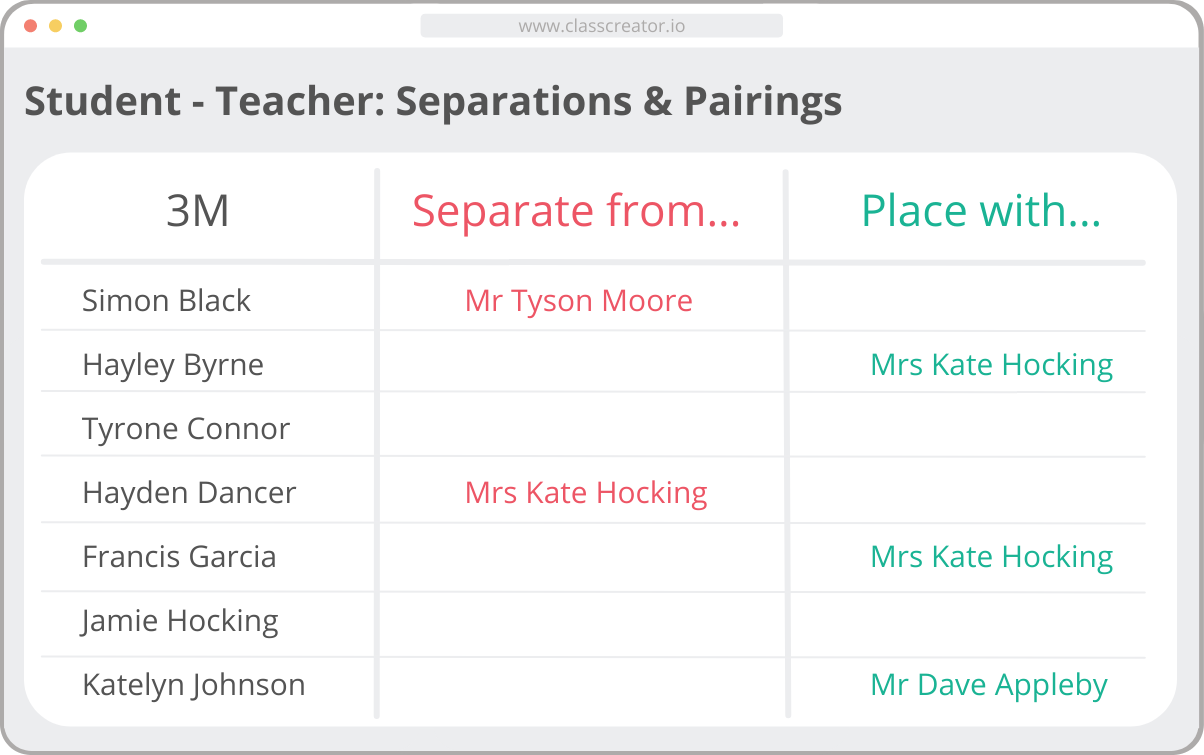 www.classcreator.io
Student - Teacher: Separations & Pairings
3M Separate from... Place with...
Simon Black Mr Tyson Moore
Hayley Byrne Mrs Kate Hocking
Tyrone Connor
Hayden Dancer Mrs Kate Hocking
Francis Garcia Mrs Kate Hocking
Jamie Hocking
Katelyn Johnson Mr Dave Appleby